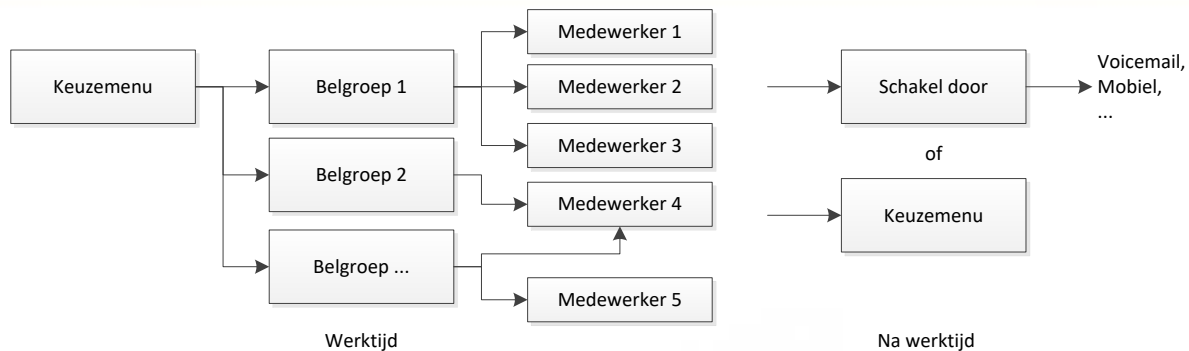 Keuzemenu
Belgroep 1
Belgroep 2
Belgroep ...
Medewerker 1
Medewerker 2
Medewerker 3
Medewerker 4
Medewerker 5
Werktijd
Schakel door
Voicemail,
Mobiel,
...
of
Keuzemenu
Na werktijd